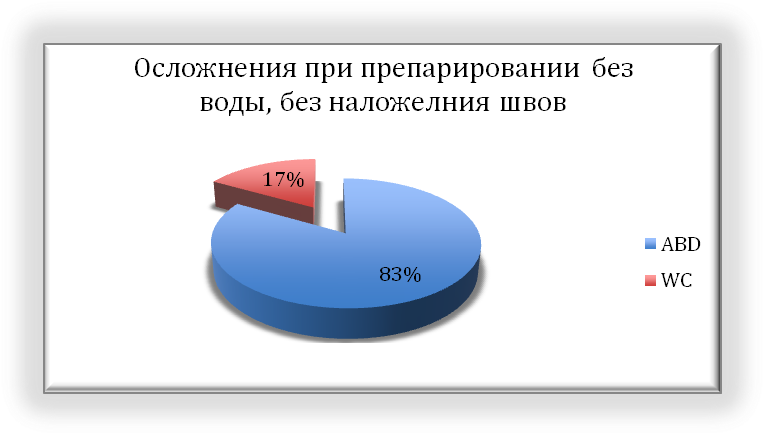 Осложнения при препарировании без
воды, без наложелния швов
17%
83%
ABD
WC